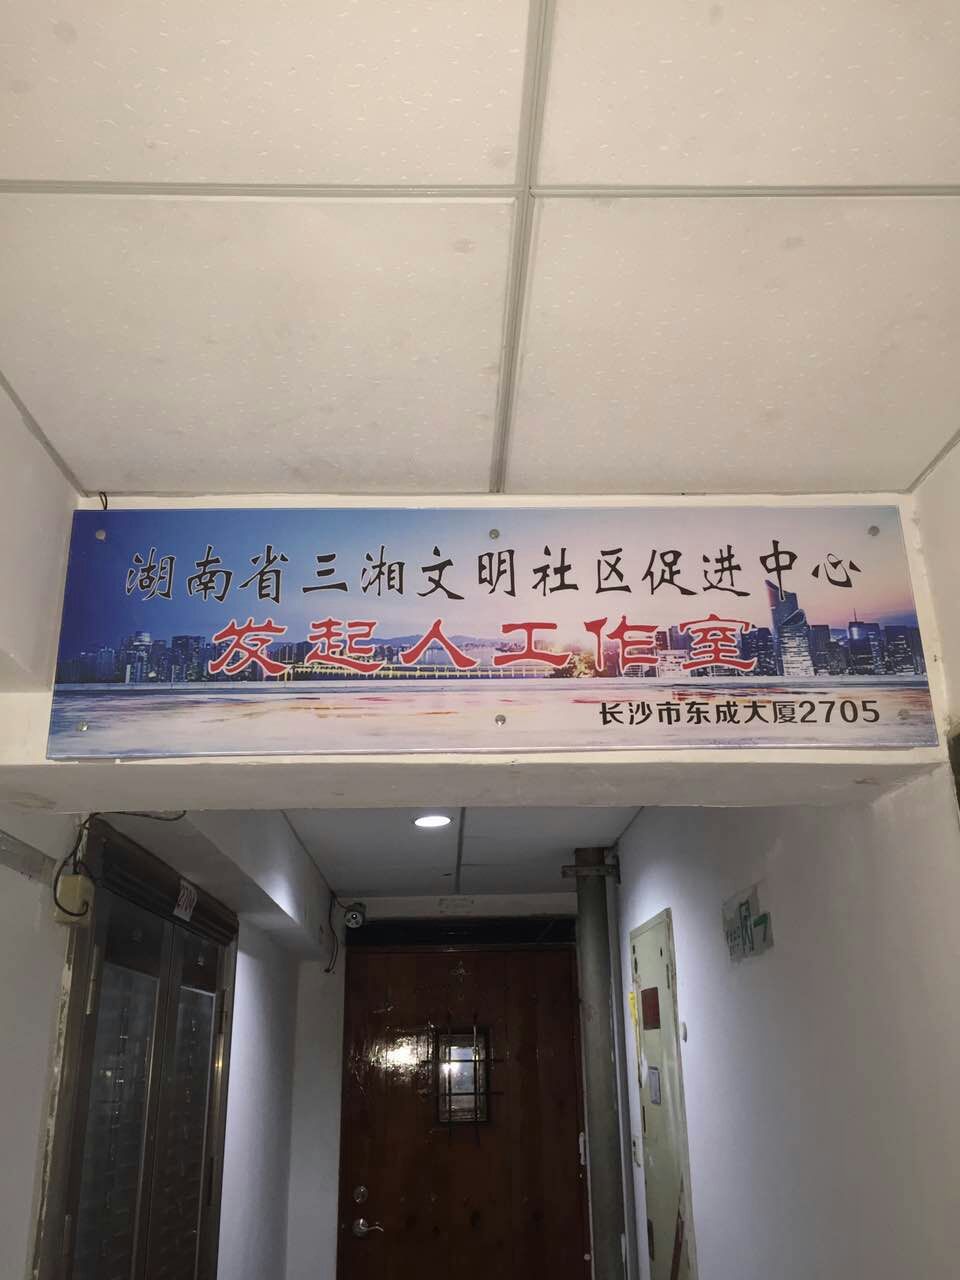 湖南省三湘文明社区促进中心
发起人工作室
长沙市东成大厦2705